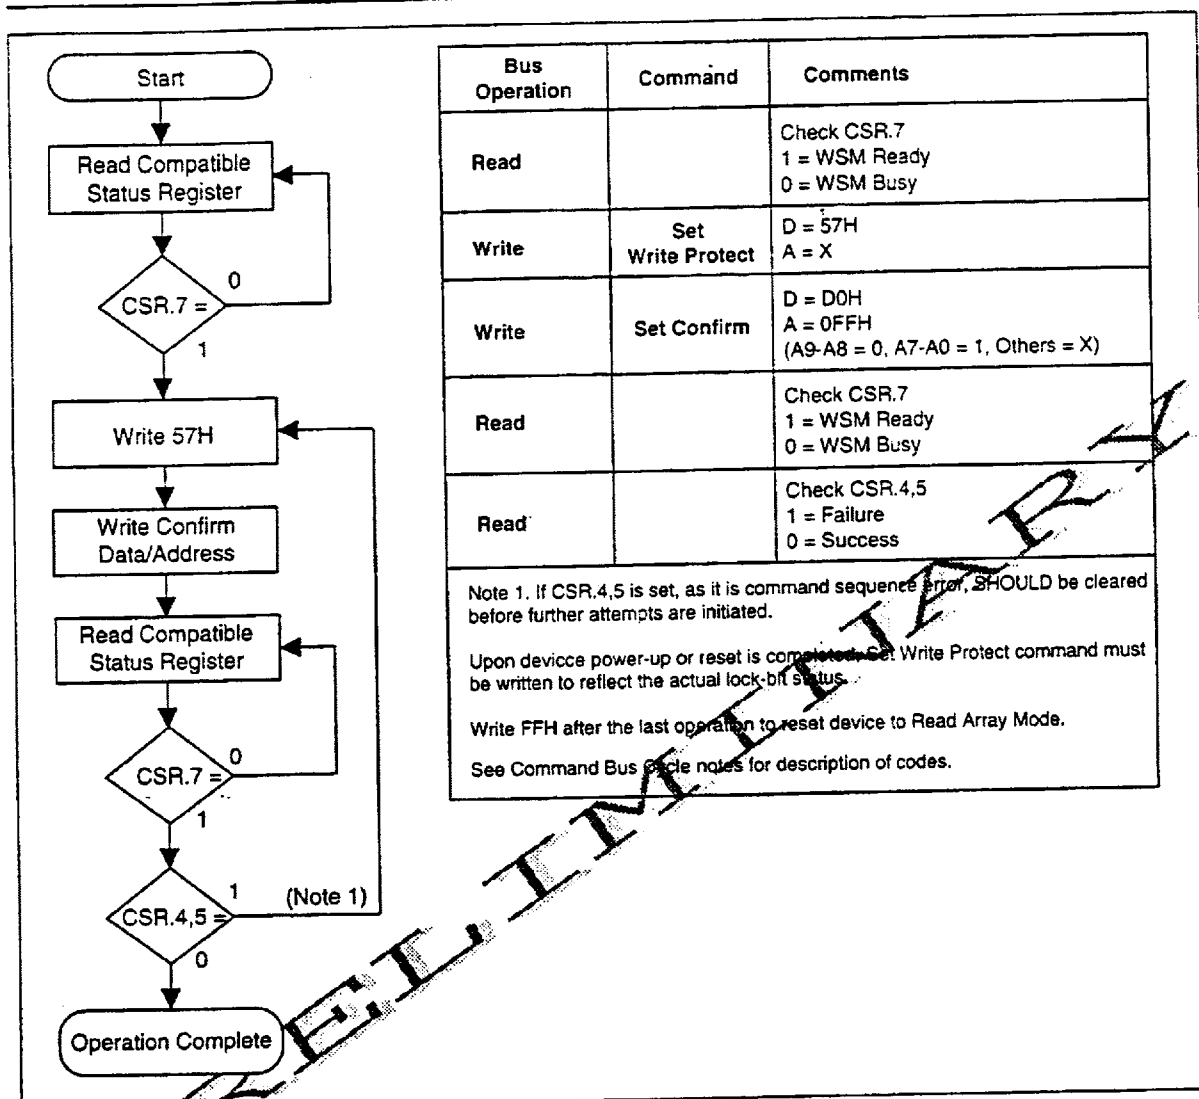 Start
Read Compatible
Status Register
CSR.7 =
0
1
Write 57H
Write Confirm
Data/Address
Read Compatible
Status Register
CSR.7 =
0
1
CSR.4,5 =
1
(Note 1)
0
Operation Complete
Bus
Operation
Command
Comments
Read
Check CSR.7
1 = WSM Ready
0 = WSM Busy
Write
Set
Write Protect
D = 57H
A = X
Write
Set Confirm
D = D0H
A = 0FFH
(A9-A8 = 0, A7-A0 = 1, Others = X)
Read
Check CSR.7
1 = WSM Ready
0 = WSM Busy
Read
Check CSR.4,5
1 = Failure
0 = Success
Note 1. If CSR.4,5 is set, as it is command sequence error, SHOULD be cleared
before further attempts are initiated.
Upon devicce power-up or reset is completed, Set Write Protect command must
be written to reflect the actual lock-bit status.
Write FFH after the last operation to reset device to Read Array Mode.
See Command Bus Cycle notes for description of codes.
RELIMINARY